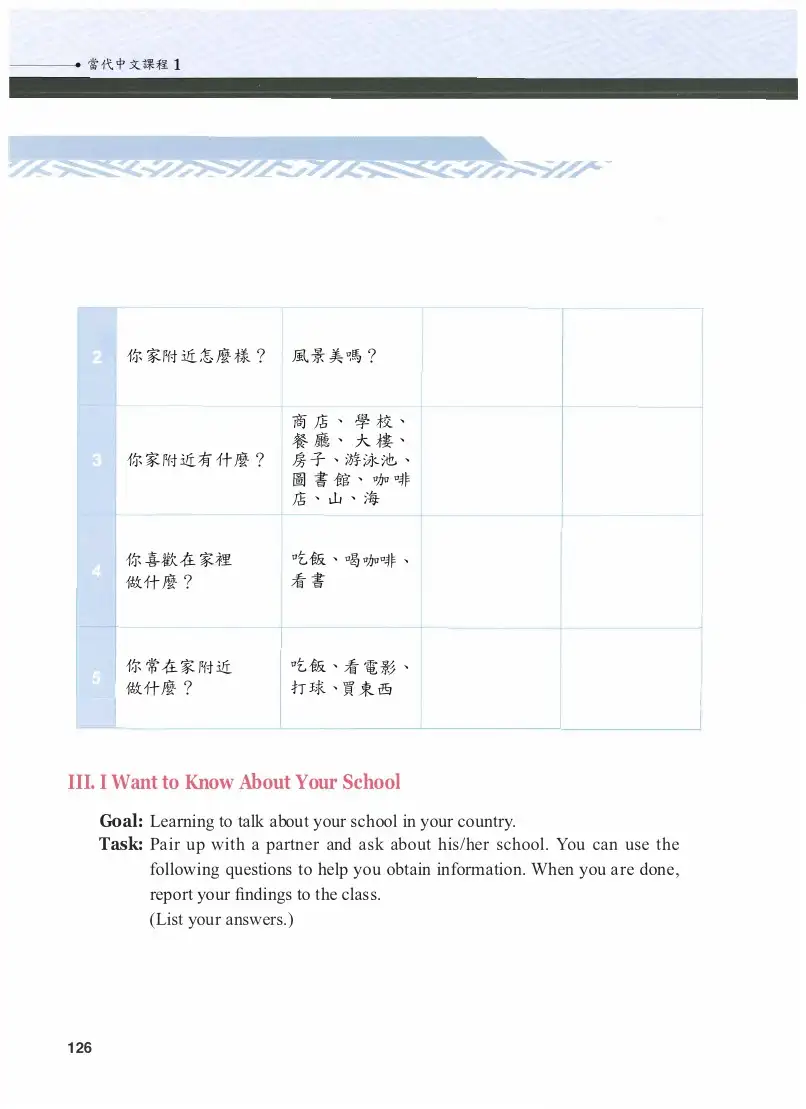 當代中文課程 1
2
你家附近怎麼樣？
風景美嗎？
3
你家附近有什麼？
商店、學校、
餐廳、大樓、
房子、游泳池、
圖書館、咖啡
店、山、海
4
你喜歡在家裡
做什麼？
吃飯、喝咖啡、
看書
5
你常在家附近
做什麼？
吃飯、看電影、
打球、買東西
III. I Want to Know About Your School
Goal: Learning to talk about your school in your country.
Task: Pair up with a partner and ask about his/her school. You can use the
following questions to help you obtain information. When you are done,
report your findings to the class.
(List your answers.)
126